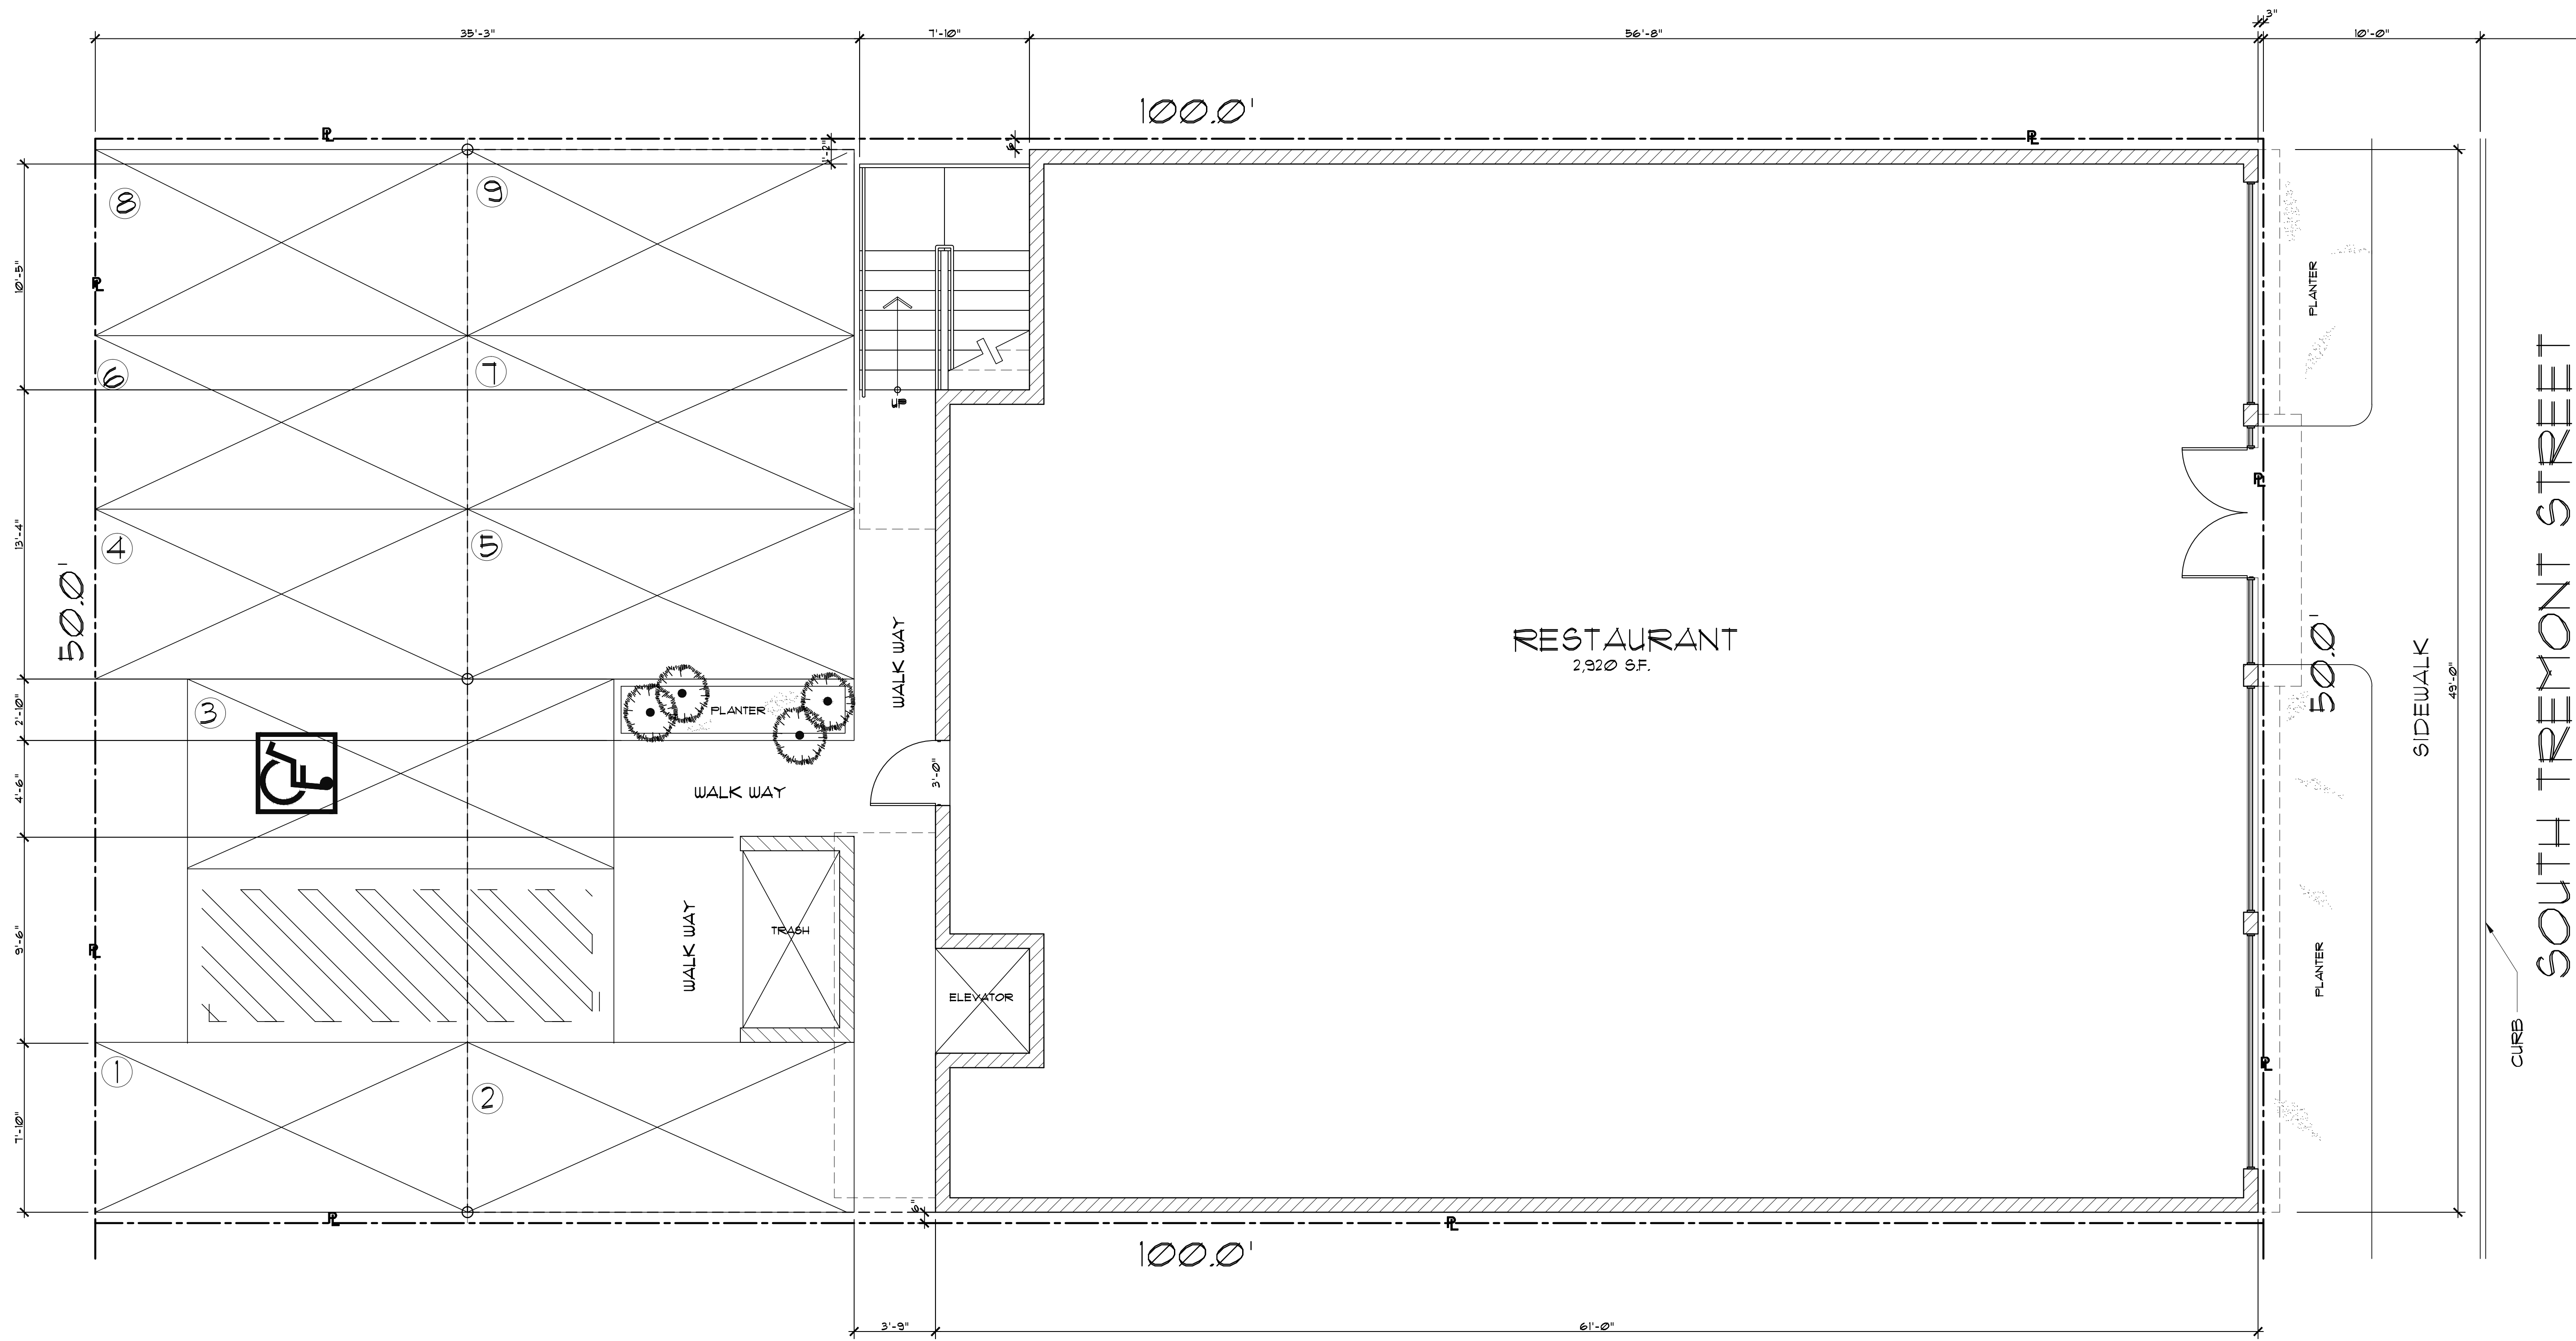 3"
35'-3"
7'-10"
56'-8"
10'-0"
100.0'
PL
PL
1'-2"
6"
8
9
10'-5"
PL
PLANTER
6
7
UP
13'-4"
4
5
PL
50.0'
WALK WAY
RESTAURANT
2,920 S.F.
50.0'
SIDEWALK
49'-0"
SOUTH TREMONT STREET
2'-10"
3
PLANTER
4'-6"
WALK WAY
3'-0"
9'-6"
PL
WALK WAY
TRASH
ELEVATOR
PLANTER
CURB
PL
7'-10"
1
2
6"
PL
PL
100.0'
3'-9"
61'-0"